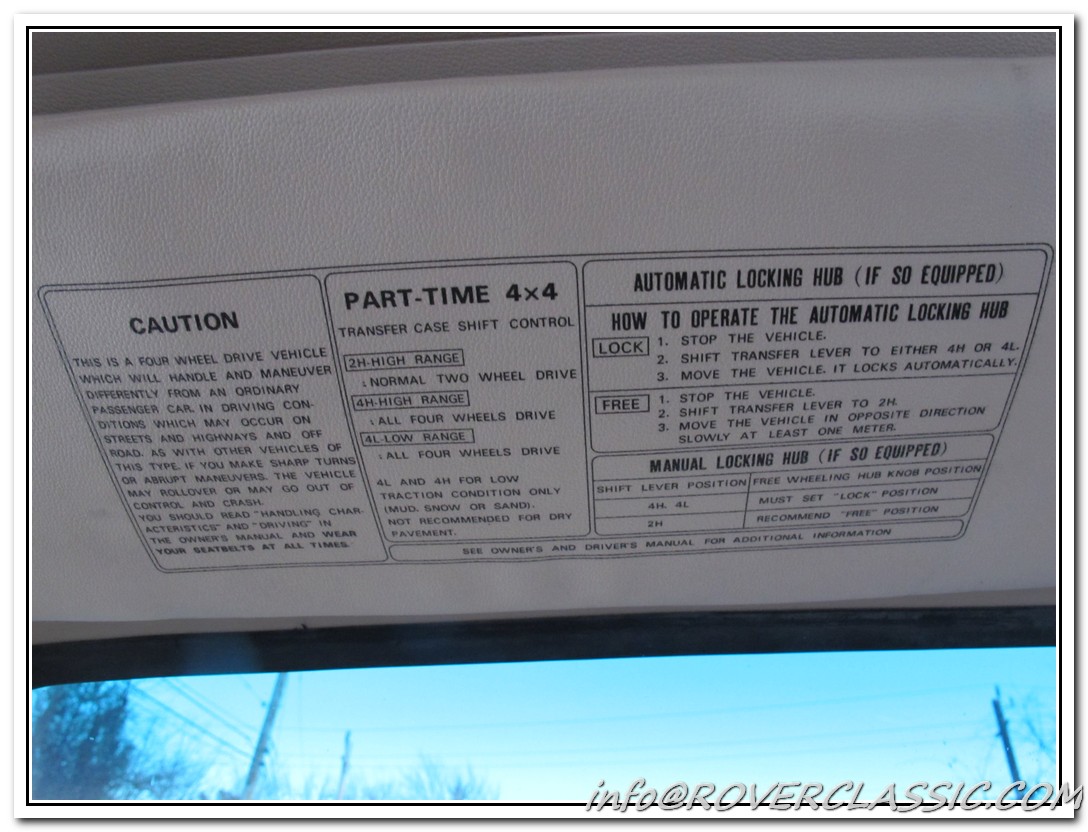 CAUTION
THIS IS A FOUR WHEEL DRIVE VEHICLE
WHICH WILL HANDLE AND MANEUVER
DIFFERENTLY FROM AN ORDINARY
PASSENGER CAR. IN DRIVING CON-
DITIONS WHICH MAY OCCUR ON
STREETS AND HIGHWAYS AND OFF
ROAD. AS WITH OTHER VEHICLES OF
THIS TYPE, IF YOU MAKE SHARP TURNS
OR ABRUPT MANEUVERS. THE VEHICLE
MAY ROLLOVER OR MAY GO OUT OF
CONTROL AND CRASH.
YOU SHOULD READ "HANDLING CHAR-
ACTERISTICS" AND "DRIVING" IN
THE OWNER'S MANUAL AND WEAR
YOUR SEATBELTS AT ALL TIMES.
PART-TIME 4×4
TRANSFER CASE SHIFT CONTROL
2H-HIGH RANGE
: NORMAL TWO WHEEL DRIVE
4H-HIGH RANGE
: ALL FOUR WHEELS DRIVE
4L-LOW RANGE
: ALL FOUR WHEELS DRIVE
4L AND 4H FOR LOW
TRACTION CONDITION ONLY
(MUD. SNOW OR SAND).
NOT RECOMMENDED FOR DRY
PAVEMENT.
AUTOMATIC LOCKING HUB (IF SO EQUIPPED)
HOW TO OPERATE THE AUTOMATIC LOCKING HUB
LOCK 1. STOP THE VEHICLE.
2. SHIFT TRANSFER LEVER TO EITHER 4H OR 4L.
3. MOVE THE VEHICLE. IT LOCKS AUTOMATICALLY.
FREE 1. STOP THE VEHICLE.
2. SHIFT TRANSFER LEVER TO 2H.
3. MOVE THE VEHICLE IN OPPOSITE DIRECTION
SLOWLY AT LEAST ONE METER.
MANUAL LOCKING HUB (IF SO EQUIPPED)
SHIFT LEVER POSITION FREE WHEELING HUB KNOB POSITION
4H. 4L MUST SET "LOCK" POSITION
2H RECOMMEND "FREE" POSITION
SEE OWNER'S AND DRIVER'S MANUAL FOR ADDITIONAL INFORMATION
info@ROVERCLASSIC.COM